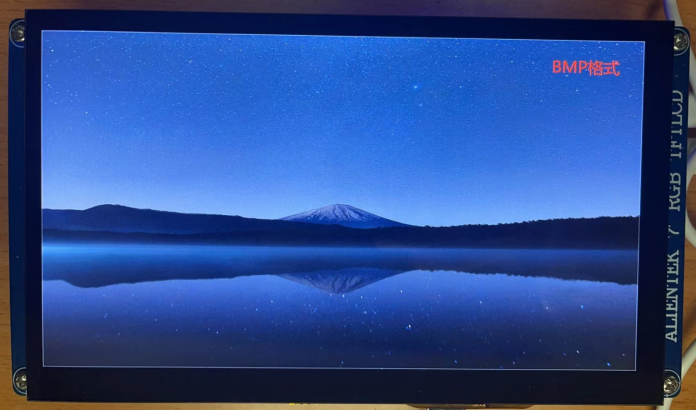 BMP格式
ALIENTEK 7" RGB TFTLCD